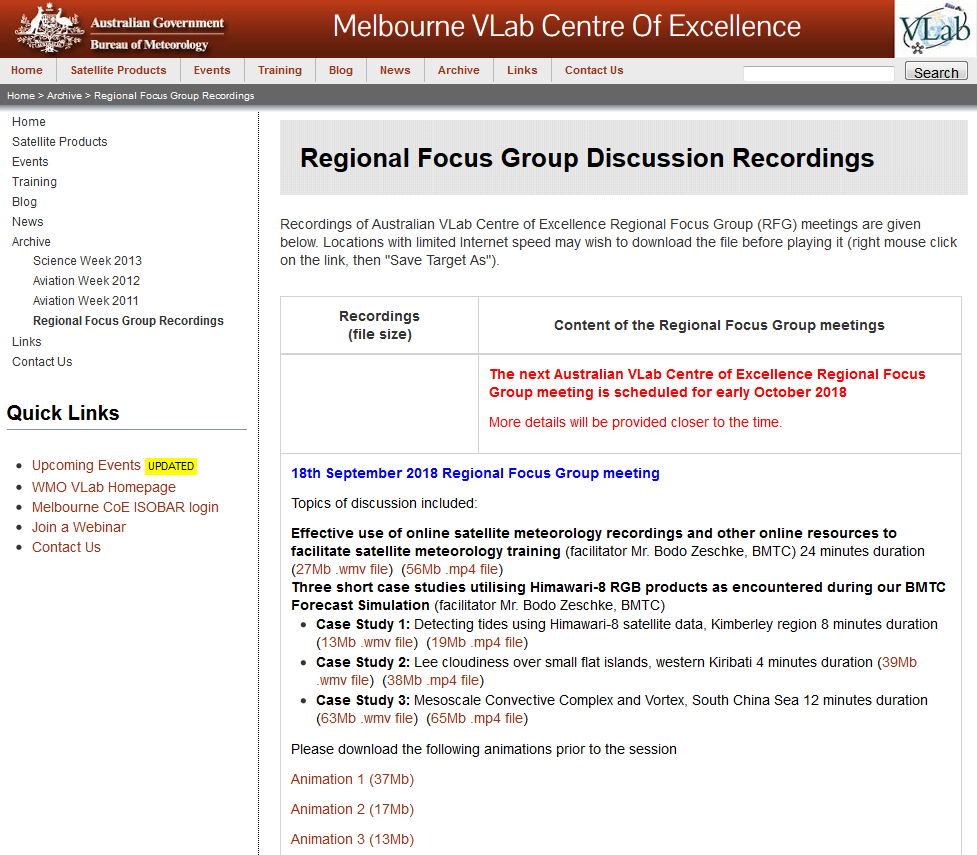 Australian Government
Bureau of Meteorology
Melbourne VLab Centre Of Excellence
VLab
Home
Satellite Products
Events
Training
Blog
News
Archive
Links
Contact Us
Search
Home > Archive > Regional Focus Group Recordings
Home
Satellite Products
Events
Training
Blog
News
Archive
Science Week 2013
Aviation Week 2012
Aviation Week 2011
Regional Focus Group Recordings
Links
Contact Us
Quick Links
Upcoming Events UPDATED
WMO VLab Homepage
Melbourne CoE ISOBAR login
Join a Webinar
Contact Us
Regional Focus Group Discussion Recordings
Recordings of Australian VLab Centre of Excellence Regional Focus Group (RFG) meetings are given
below. Locations with limited Internet speed may wish to download the file before playing it (right mouse click
on the link, then "Save Target As").
Recordings
(file size)
Content of the Regional Focus Group meetings
The next Australian VLab Centre of Excellence Regional Focus
Group meeting is scheduled for early October 2018
More details will be provided closer to the time.
18th September 2018 Regional Focus Group meeting
Topics of discussion included:
Effective use of online satellite meteorology recordings and other online resources to
facilitate satellite meteorology training (facilitator Mr. Bodo Zeschke, BMTC) 24 minutes duration
(27Mb .wmv file) (56Mb .mp4 file)
Three short case studies utilising Himawari-8 RGB products as encountered during our BMTC
Forecast Simulation (facilitator Mr. Bodo Zeschke, BMTC)
Case Study 1: Detecting tides using Himawari-8 satellite data, Kimberley region 8 minutes duration
(13Mb .wmv file) (19Mb .mp4 file)
Case Study 2: Lee cloudiness over small flat islands, western Kiribati 4 minutes duration (39Mb
.wmv file) (38Mb .mp4 file)
Case Study 3: Mesoscale Convective Complex and Vortex, South China Sea 12 minutes duration
(63Mb .wmv file) (65Mb .mp4 file)
Please download the following animations prior to the session
Animation 1 (37Mb)
Animation 2 (17Mb)
Animation 3 (13Mb)